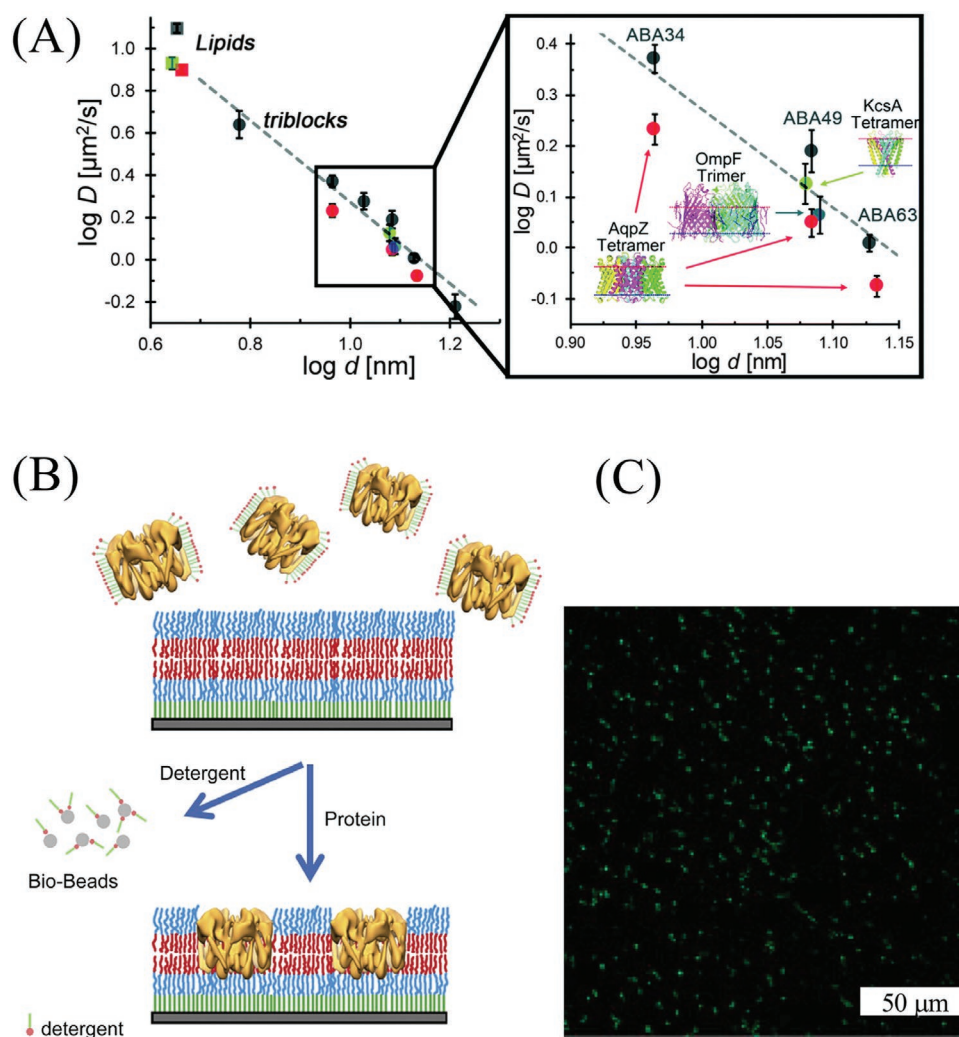 (A)
Lipids
triblocks
log D [µm²/s]
1.0
0.8
0.6
0.4
0.2
0.0
-0.2
0.6
0.8
1.0
1.2
log d [nm]
ABA34
ABA49
KcsA
Tetramer
OmpF
Trimer
ABA63
AqpZ
Tetramer
log D [µm²/s]
0.4
0.3
0.2
0.1
0.0
-0.1
0.90
0.95
1.00
1.05
1.10
1.15
log d [nm]
(B)
Detergent
Protein
Bio-Beads
detergent
(C)
50 µm